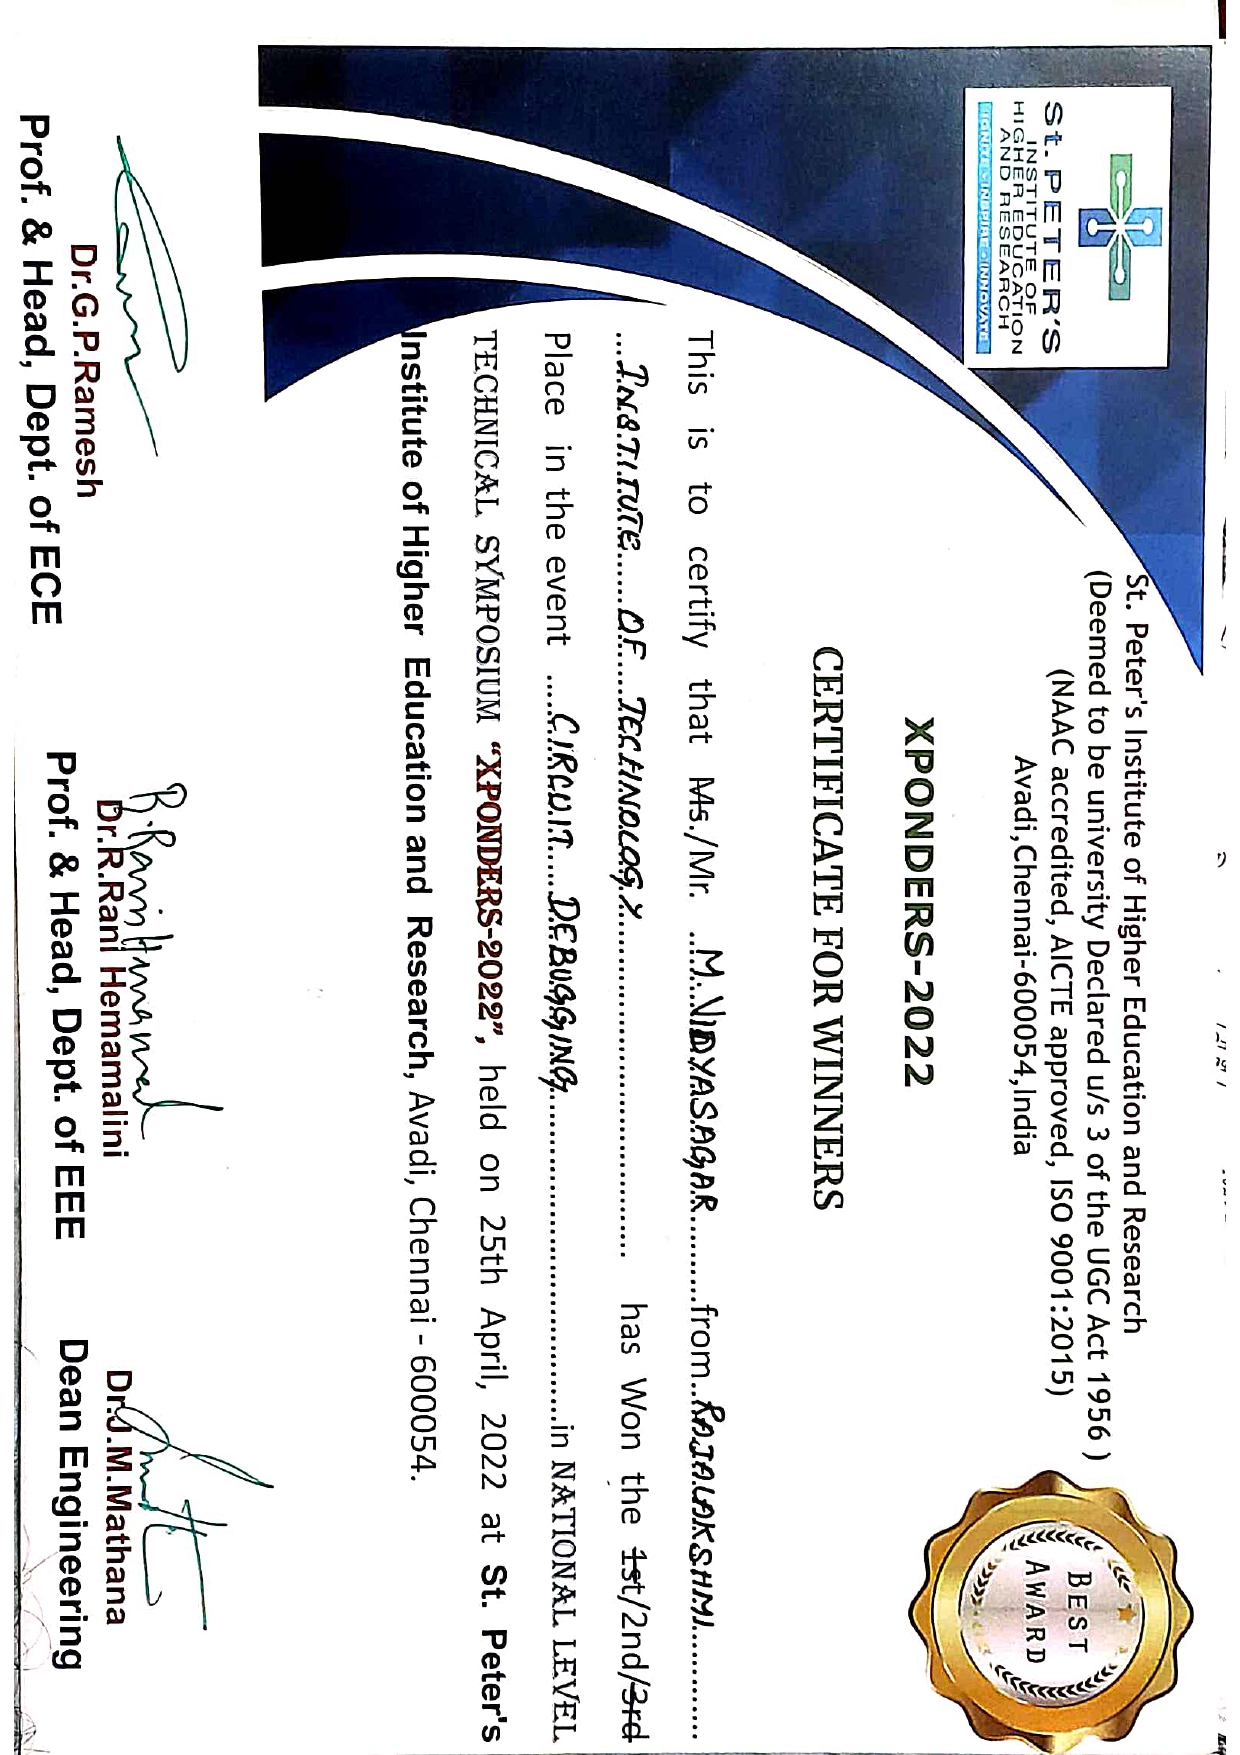 St. PETER'S
INSTITUTE OF
HIGHER EDUCATION
AND RESEARCH
IGNITE - INSPIRE - INNOVATE
St. Peter's Institute of Higher Education and Research
(Deemed to be university Declared u/s 3 of the UGC Act 1956 )
(NAAC accredited, AICTE approved, ISO 9001:2015)
Avadi,Chennai-600054,India
BEST
AWARD
XPONDERS-2022
CERTIFICATE FOR WINNERS
This is to certify that Ms./Mr. M. VIDYASAGAR from RAJALAKSHMI
INSTITUTE OF TECHNOLOGY has Won the 1st/2nd/3rd
Place in the event CIRCUIT DEBUGGING in NATIONAL LEVEL
TECHNICAL SYMPOSIUM “XPONDERS-2022”, held on 25th April, 2022 at St. Peter's
Institute of Higher Education and Research, Avadi, Chennai - 600054.
Dr.G.P.Ramesh
Prof. & Head, Dept. of ECE
Dr.R.Rani Hemamalini
Prof. & Head, Dept. of EEE
Dr.J.M.Mathana
Dean Engineering